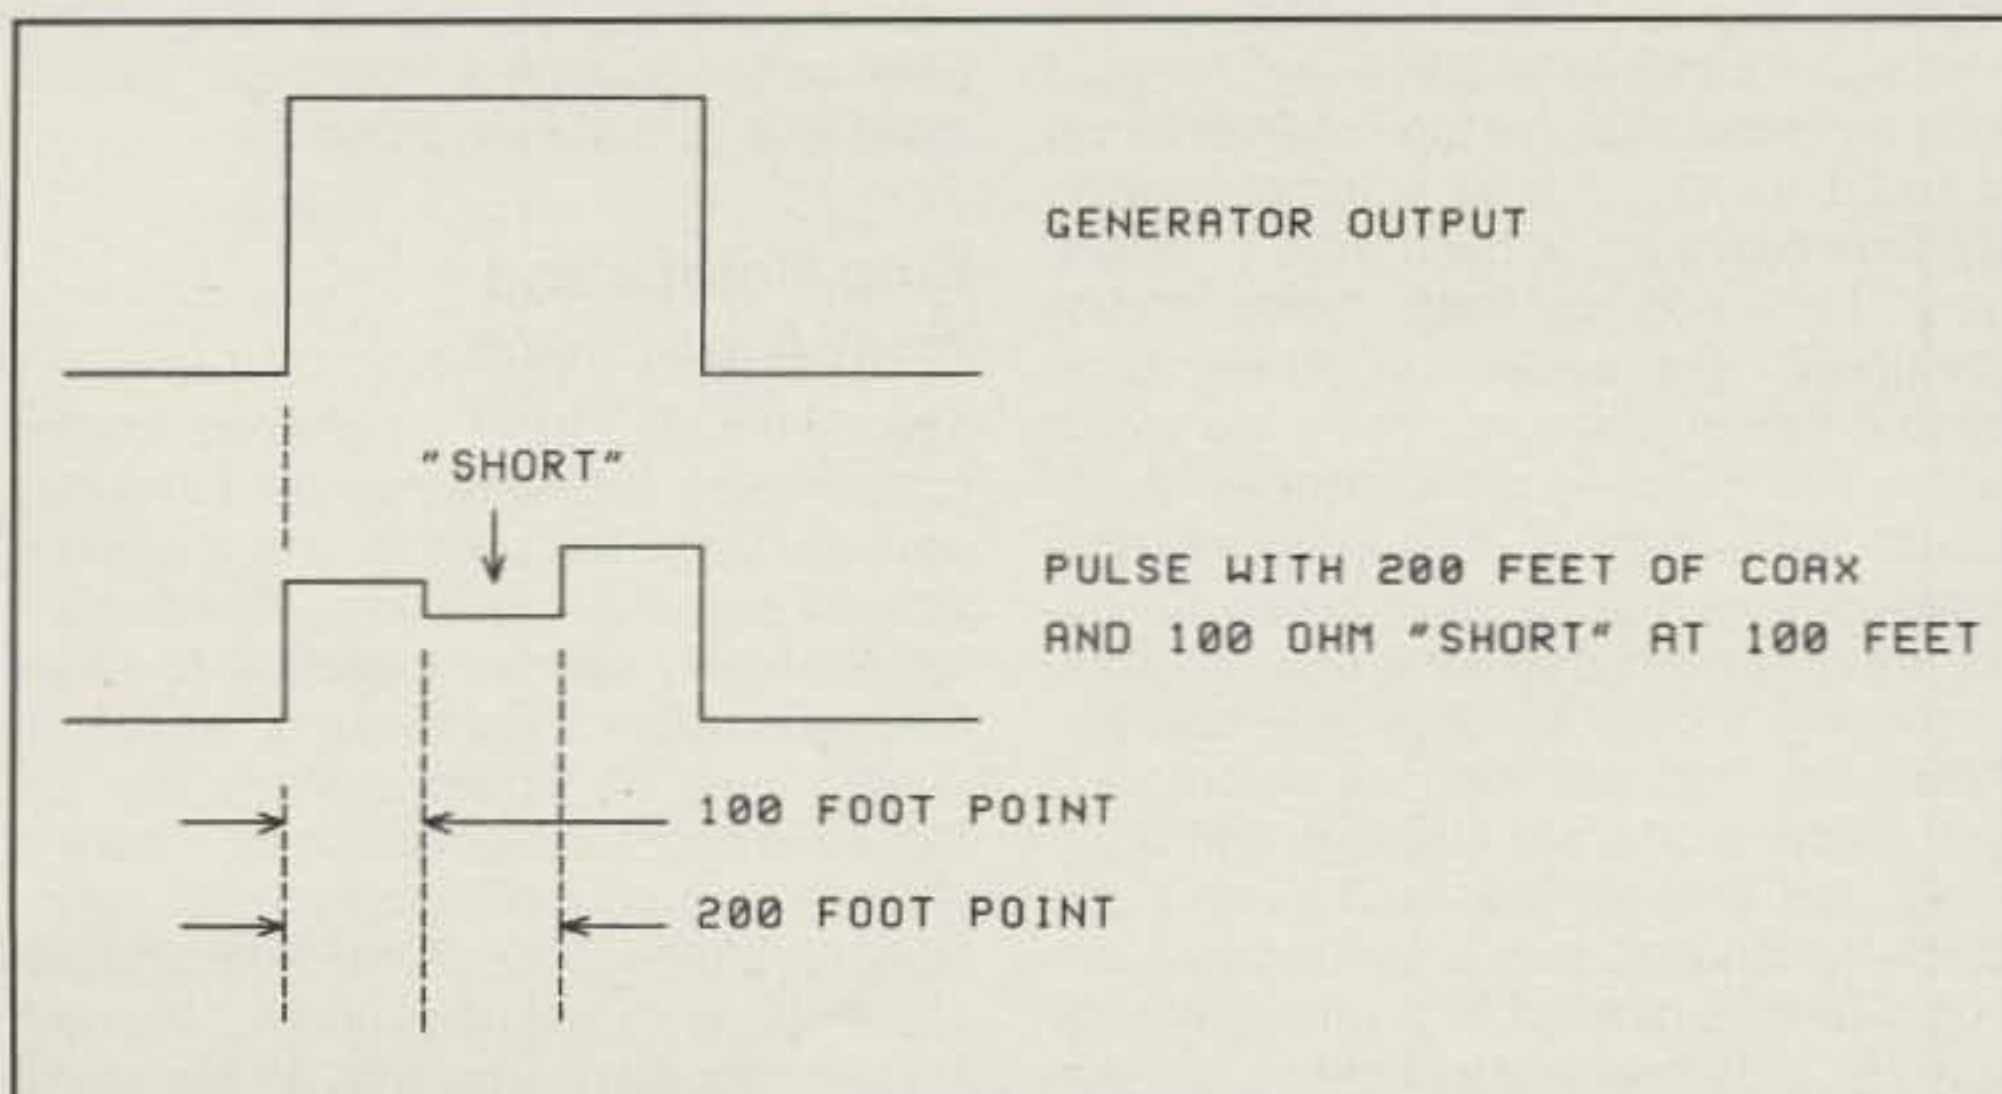 GENERATOR OUTPUT
"SHORT"
PULSE WITH 200 FEET OF COAX
AND 100 OHM "SHORT" AT 100 FEET
100 FOOT POINT
200 FOOT POINT